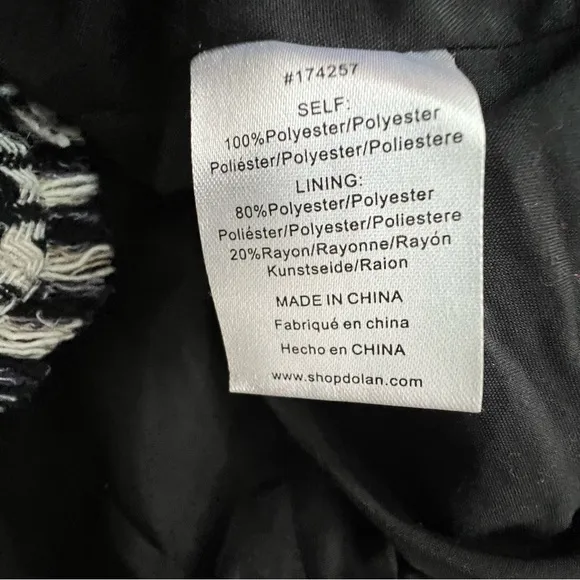 #174257
SELF:
100%Polyester/Polyester
Poliéster/Polyester/Poliestere
LINING:
80%Polyester/Polyester
Poliéster/Polyester/Poliestere
20%Rayon/Rayonne/Rayón
Kunstseide/Raion
MADE IN CHINA
Fabriqué en china
Hecho en CHINA
www.shopdolan.com